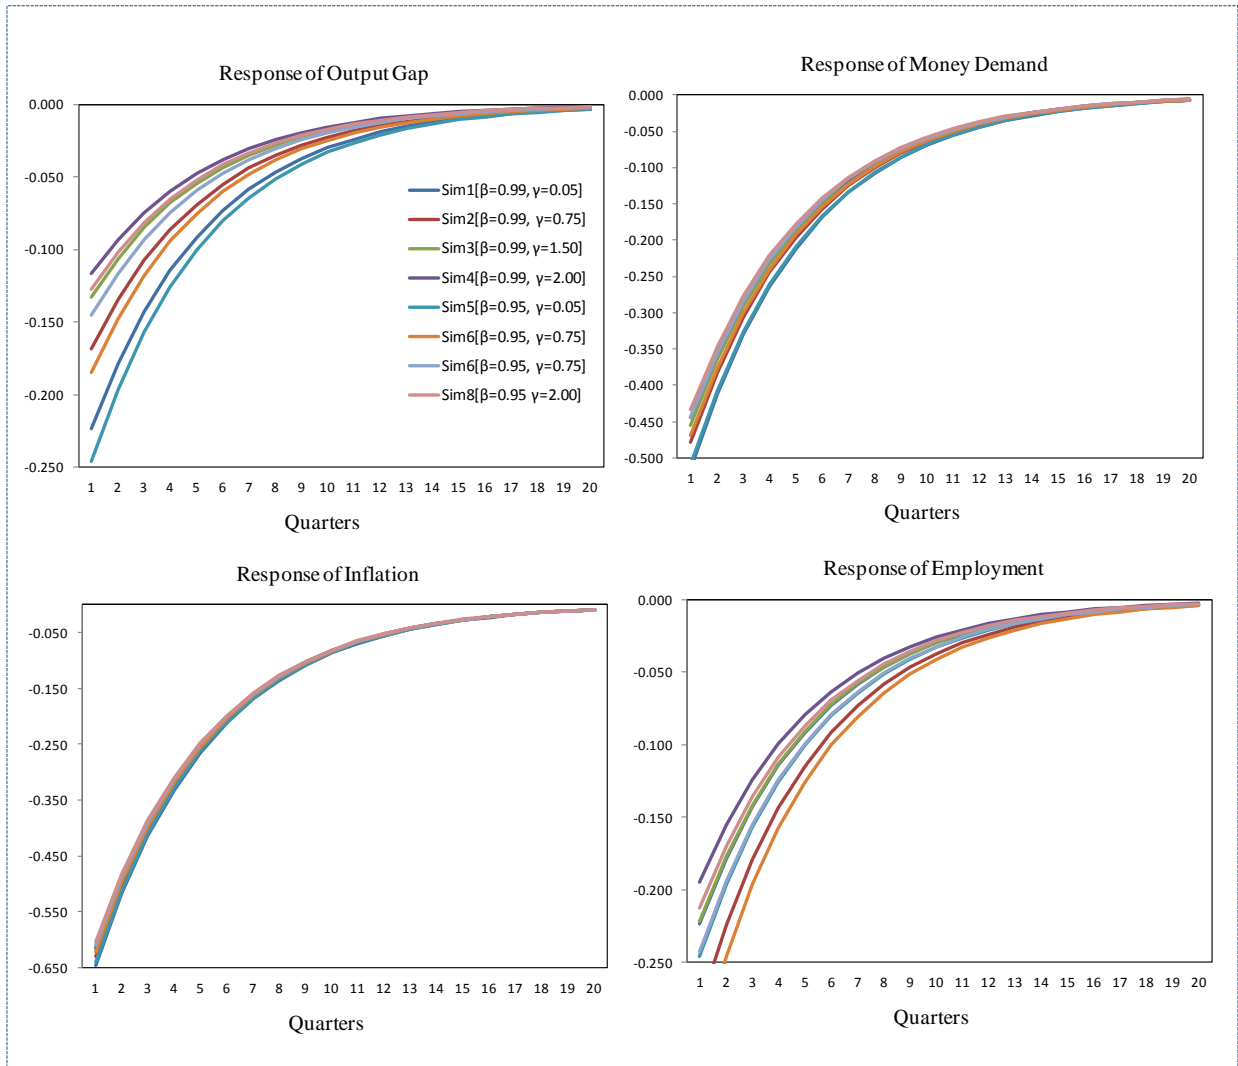 Response of Output Gap
0.000
-0.050
-0.100
-0.150
-0.200
-0.250
Sim1[β=0.99, γ=0.05]
Sim2[β=0.99, γ=0.75]
Sim3[β=0.99, γ=1.50]
Sim4[β=0.99, γ=2.00]
Sim5[β=0.95, γ=0.05]
Sim6[β=0.95, γ=0.75]
Sim6[β=0.95, γ=0.75]
Sim8[β=0.95 γ=2.00]
1 2 3 4 5 6 7 8 9 10 11 12 13 14 15 16 17 18 19 20
Quarters
Response of Money Demand
0.000
-0.050
-0.100
-0.150
-0.200
-0.250
-0.300
-0.350
-0.400
-0.450
-0.500
1 2 3 4 5 6 7 8 9 10 11 12 13 14 15 16 17 18 19 20
Quarters
Response of Inflation
-0.050
-0.150
-0.250
-0.350
-0.450
-0.550
-0.650
1 2 3 4 5 6 7 8 9 10 11 12 13 14 15 16 17 18 19 20
Quarters
Response of Employment
0.000
-0.050
-0.100
-0.150
-0.200
-0.250
1 2 3 4 5 6 7 8 9 10 11 12 13 14 15 16 17 18 19 20
Quarters